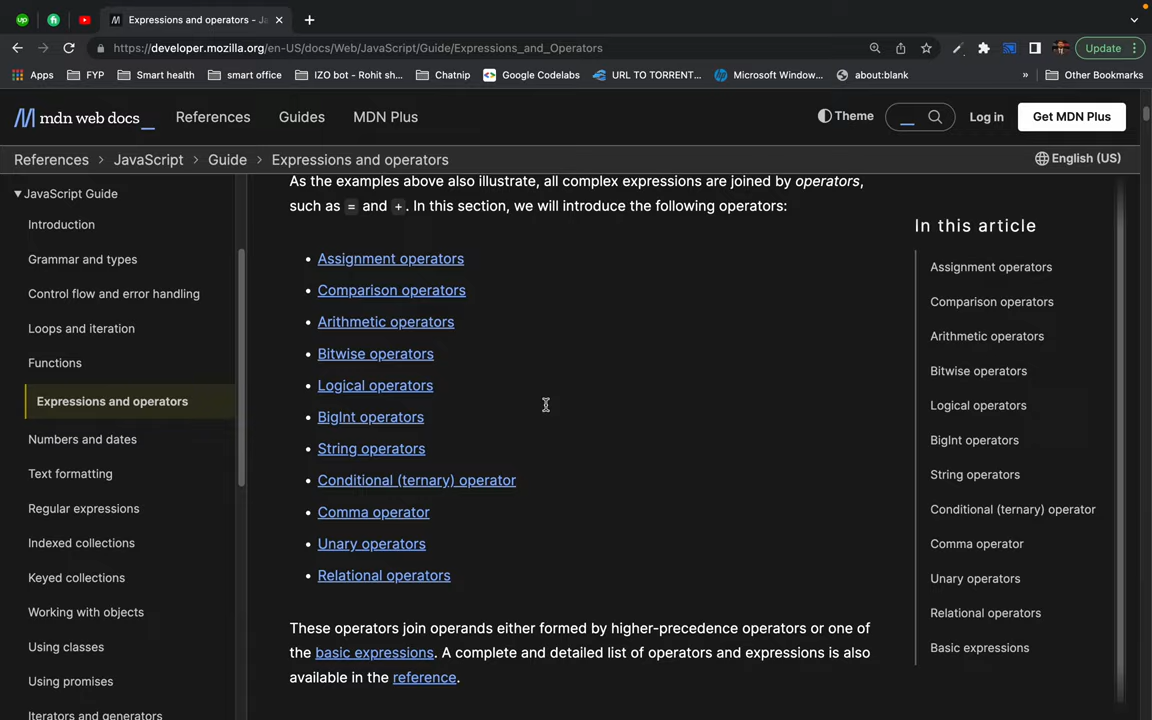 Expressions and operators - Ja
https://developer.mozilla.org/en-US/docs/Web/JavaScript/Guide/Expressions_and_Operators
Update
Apps
FYP
Smart health
smart office
IZO bot - Rohit sh...
Chatnip
Google Codelabs
URL TO TORRENT...
Microsoft Window...
about:blank
»
Other Bookmarks
mdn web docs
References
Guides
MDN Plus
Theme
Log in
Get MDN Plus
References > JavaScript > Guide > Expressions and operators
English (US)
JavaScript Guide
Introduction
Grammar and types
Control flow and error handling
Loops and iteration
Functions
Expressions and operators
Numbers and dates
Text formatting
Regular expressions
Indexed collections
Keyed collections
Working with objects
Using classes
Using promises
Iterators and generators
As the examples above also illustrate, all complex expressions are joined by operators,
such as = and +. In this section, we will introduce the following operators:
• Assignment operators
• Comparison operators
• Arithmetic operators
• Bitwise operators
• Logical operators
• BigInt operators
• String operators
• Conditional (ternary) operator
• Comma operator
• Unary operators
• Relational operators
These operators join operands either formed by higher-precedence operators or one of
the basic expressions. A complete and detailed list of operators and expressions is also
available in the reference.
In this article
Assignment operators
Comparison operators
Arithmetic operators
Bitwise operators
Logical operators
BigInt operators
String operators
Conditional (ternary) operator
Comma operator
Unary operators
Relational operators
Basic expressions